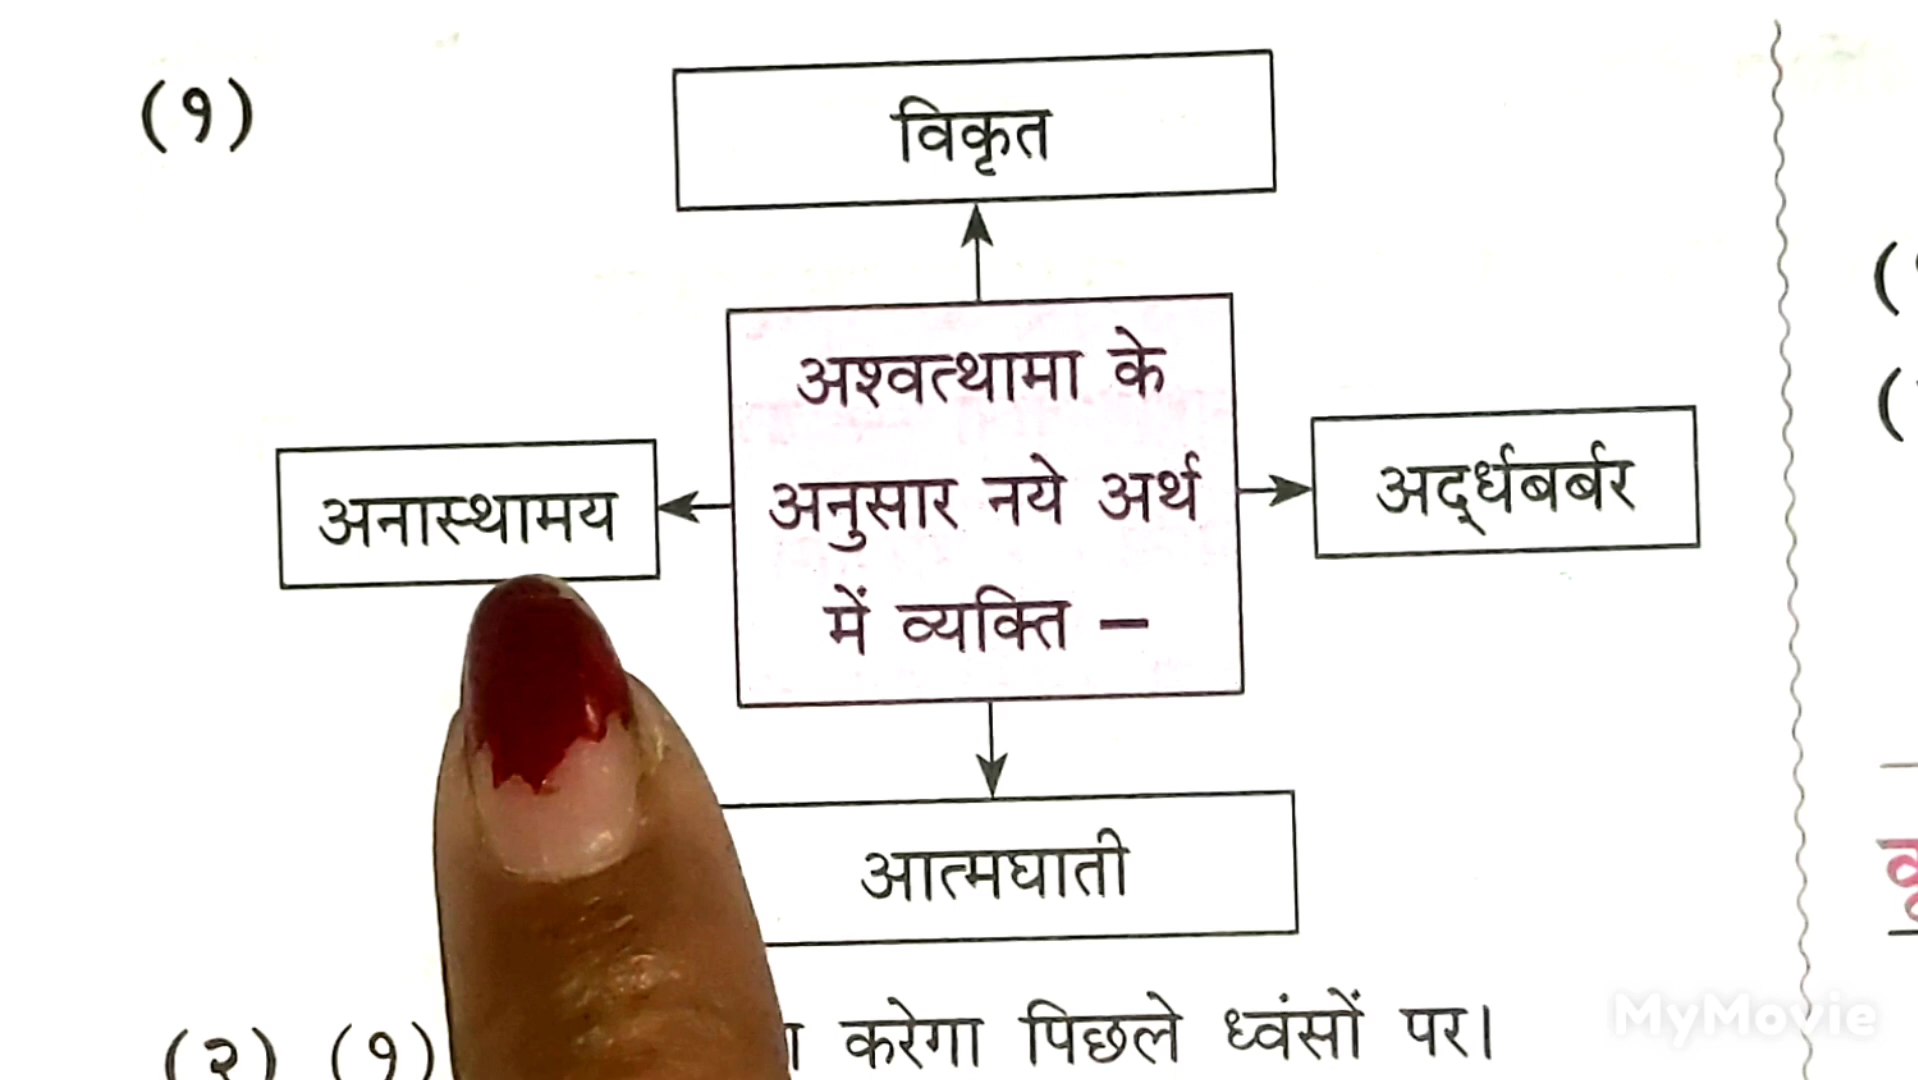 (१)
विकृत
अश्वत्थामा के
अनुसार नये अर्थ
में व्यक्ति –
अनास्थामय
अर्द्धबर्बर
आत्मघाती
(२) (१)
करेगा पिछले ध्वंसों पर।
MyMovie